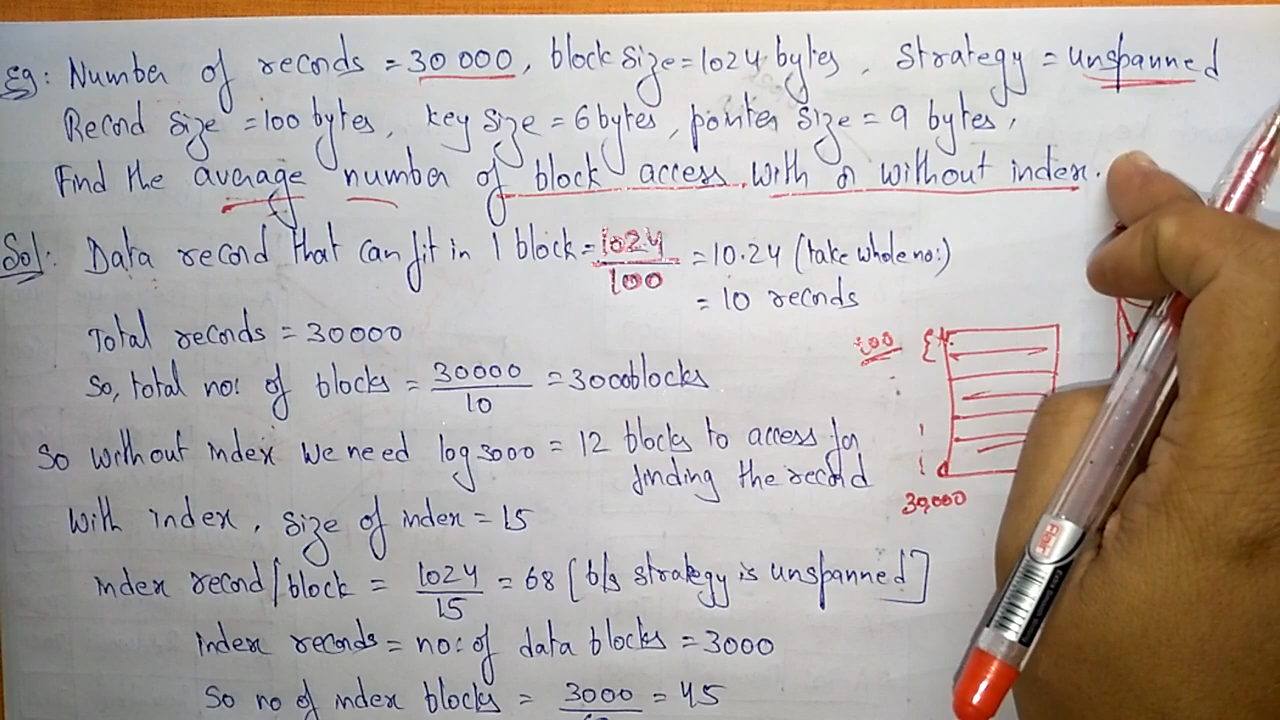 Eg: Number of records = 30 000, block size = 1024 bytes, Strategy = unspanned
Record size = 100 bytes, key size = 6 bytes, pointer size = 9 bytes,
Find the average number of block access with & without index.
Sol: Data record that can fit in 1 block = 1024/100 = 10.24 (take whole no:)
= 10 records
Total records = 30000
So, total no: of blocks = 30000/10 = 3000 blocks
100
So without index we need log 3000 = 12 blocks to access for
finding the record
30,000
With index, size of index = 15
index record/block = 1024/15 = 68 [b/s strategy is unspanned]
index records = no: of data blocks = 3000
So no of index blocks = 3000 = 45